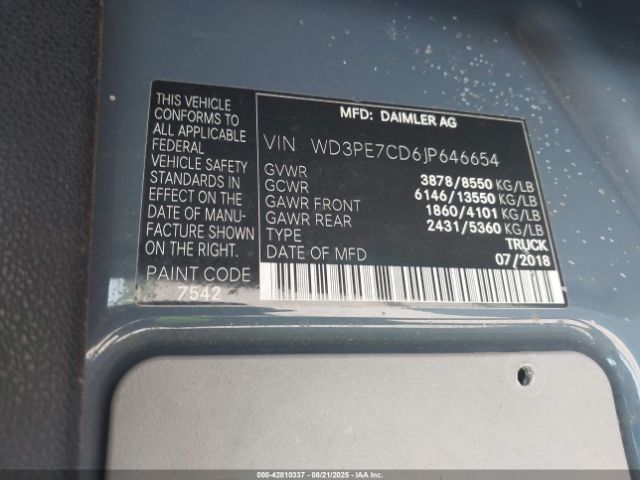 THIS VEHICLE
CONFORMS TO
ALL APPLICABLE
FEDERAL
VEHICLE SAFETY
STANDARDS IN
EFFECT ON THE
DATE OF MANU-
FACTURE SHOWN
ON THE RIGHT.
PAINT CODE
7542
MFD: DAIMLER AG
VIN WD3PE7CD6JP646654
GVWR 3878/8550 KG/LB
GCWR 6146/13550 KG/LB
GAWR FRONT 1860/4101 KG/LB
GAWR REAR 2431/5360 KG/LB
TYPE TRUCK
DATE OF MFD 07/2018
000-42810337 - 08/21/2025 - IAAI.com